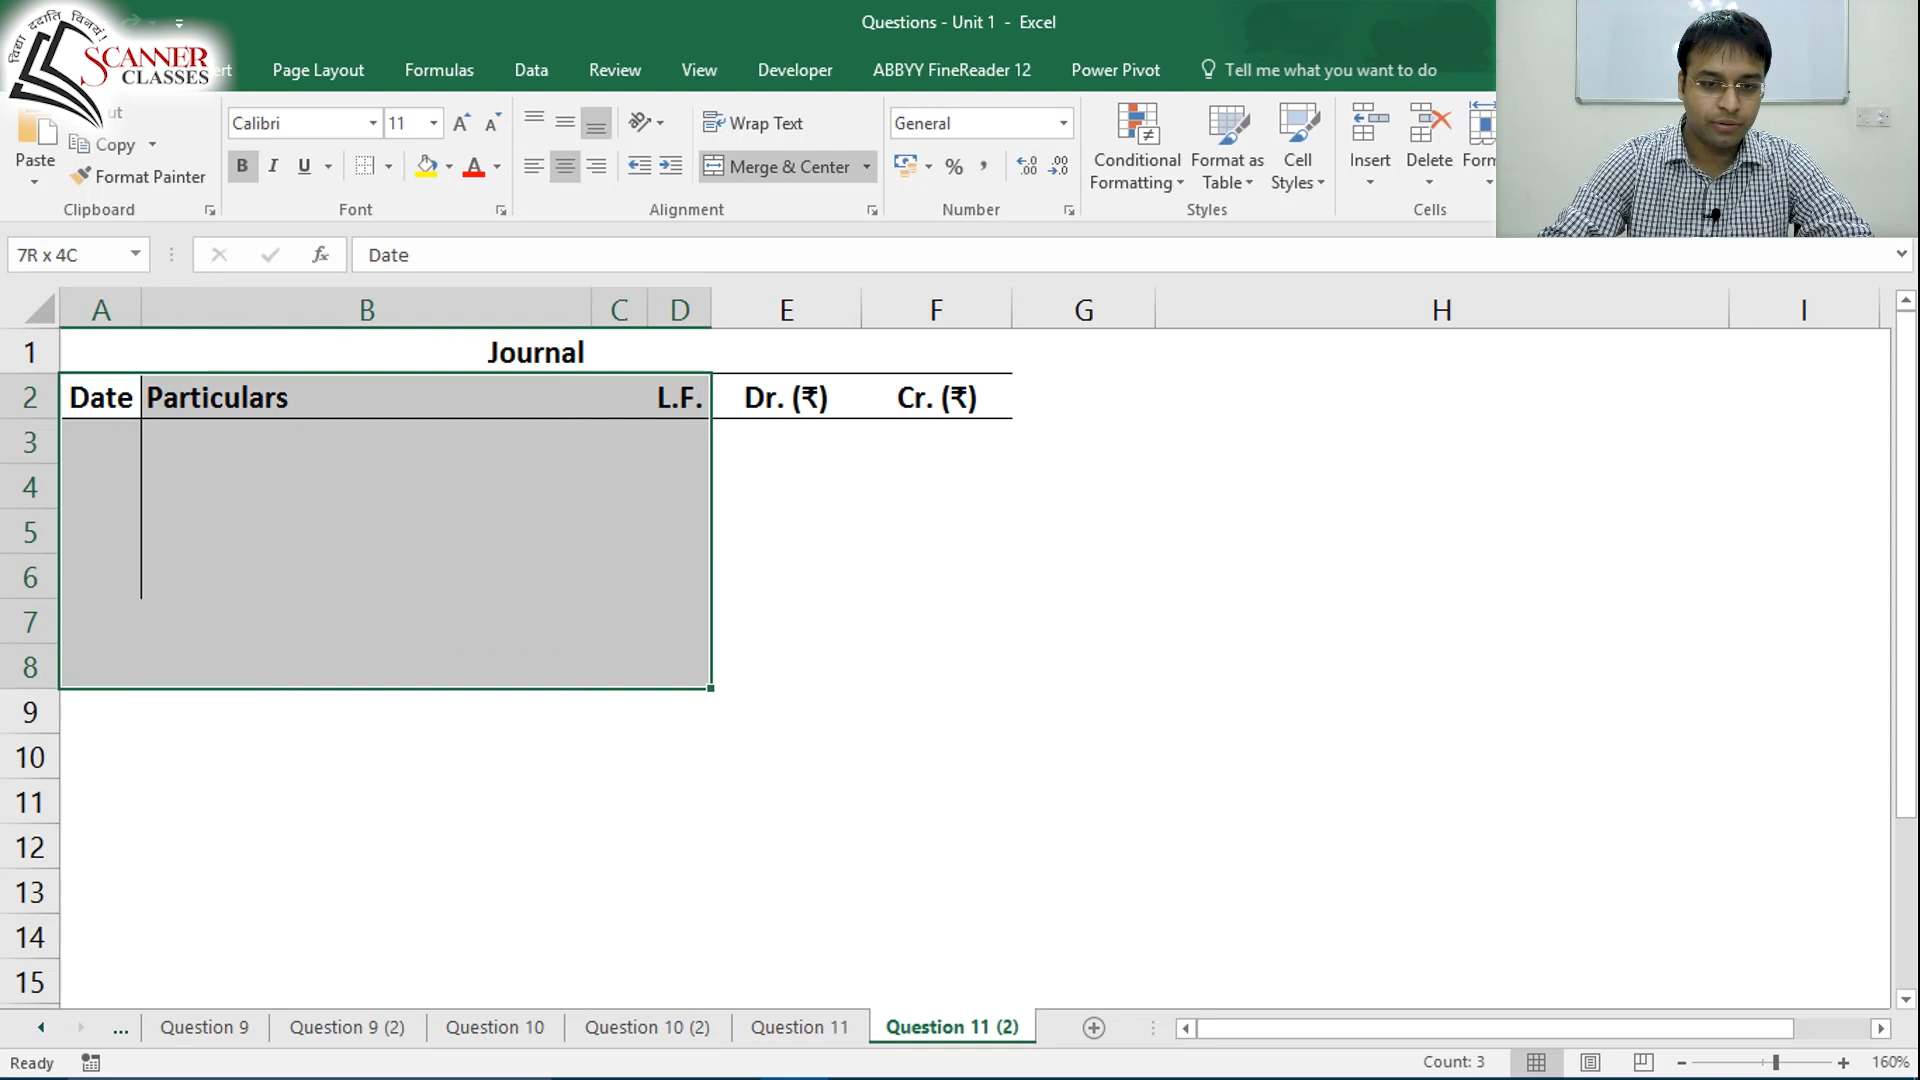 विद्या ददाति विनयं!
SCANNER
CLASSES
Questions - Unit 1 - Excel
Page Layout
Formulas
Data
Review
View
Developer
ABBYY FineReader 12
Power Pivot
Tell me what you want to do
Paste
Copy
Format Painter
Clipboard
Calibri
11
B I U
Font
Wrap Text
Merge & Center
Alignment
General
%
Number
Conditional
Formatting
Format as
Table
Cell
Styles
Styles
Insert
Delete
Cells
7R x 4C
fx
Date
A B C D E F G H I
1 Journal
2 Date Particulars L.F. Dr. (₹) Cr. (₹)
3
4
5
6
7
8
9
10
11
12
13
14
15
...
Question 9
Question 9 (2)
Question 10
Question 10 (2)
Question 11
Question 11 (2)
Ready
Count: 3
160%